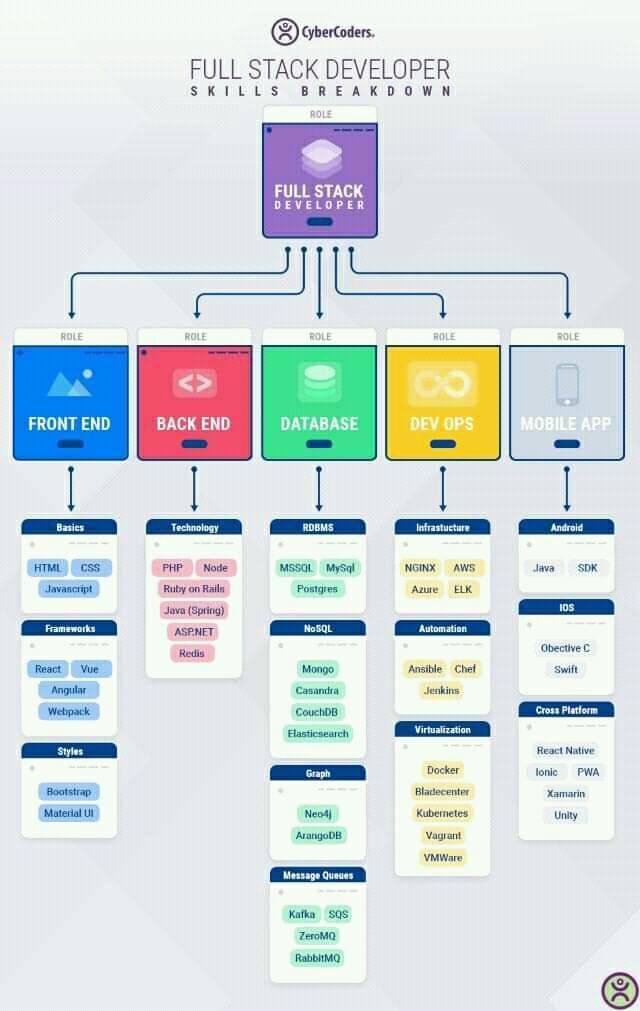 CyberCoders.
FULL STACK DEVELOPER
SKILLS BREAKDOWN
ROLE
FULL STACK
DEVELOPER
ROLE
FRONT END
ROLE
BACK END
ROLE
DATABASE
ROLE
DEV OPS
ROLE
MOBILE APP
Basics
HTML CSS
Javascript
Frameworks
React Vue
Angular
Webpack
Styles
Bootstrap
Material UI
Technology
PHP Node
Ruby on Rails
Java (Spring)
ASP.NET
Redis
RDBMS
MSSQL MySql
Postgres
NoSQL
Mongo
Casandra
CouchDB
Elasticsearch
Graph
Neo4j
ArangoDB
Message Queues
Kafka SQS
ZeroMQ
RabbitMQ
Infrastucture
NGINX AWS
Azure ELK
Automation
Ansible Chef
Jenkins
Virtualization
Docker
Bladecenter
Kubernetes
Vagrant
VMWare
Android
Java SDK
IOS
Obective C
Swift
Cross Platform
React Native
Ionic PWA
Xamarin
Unity